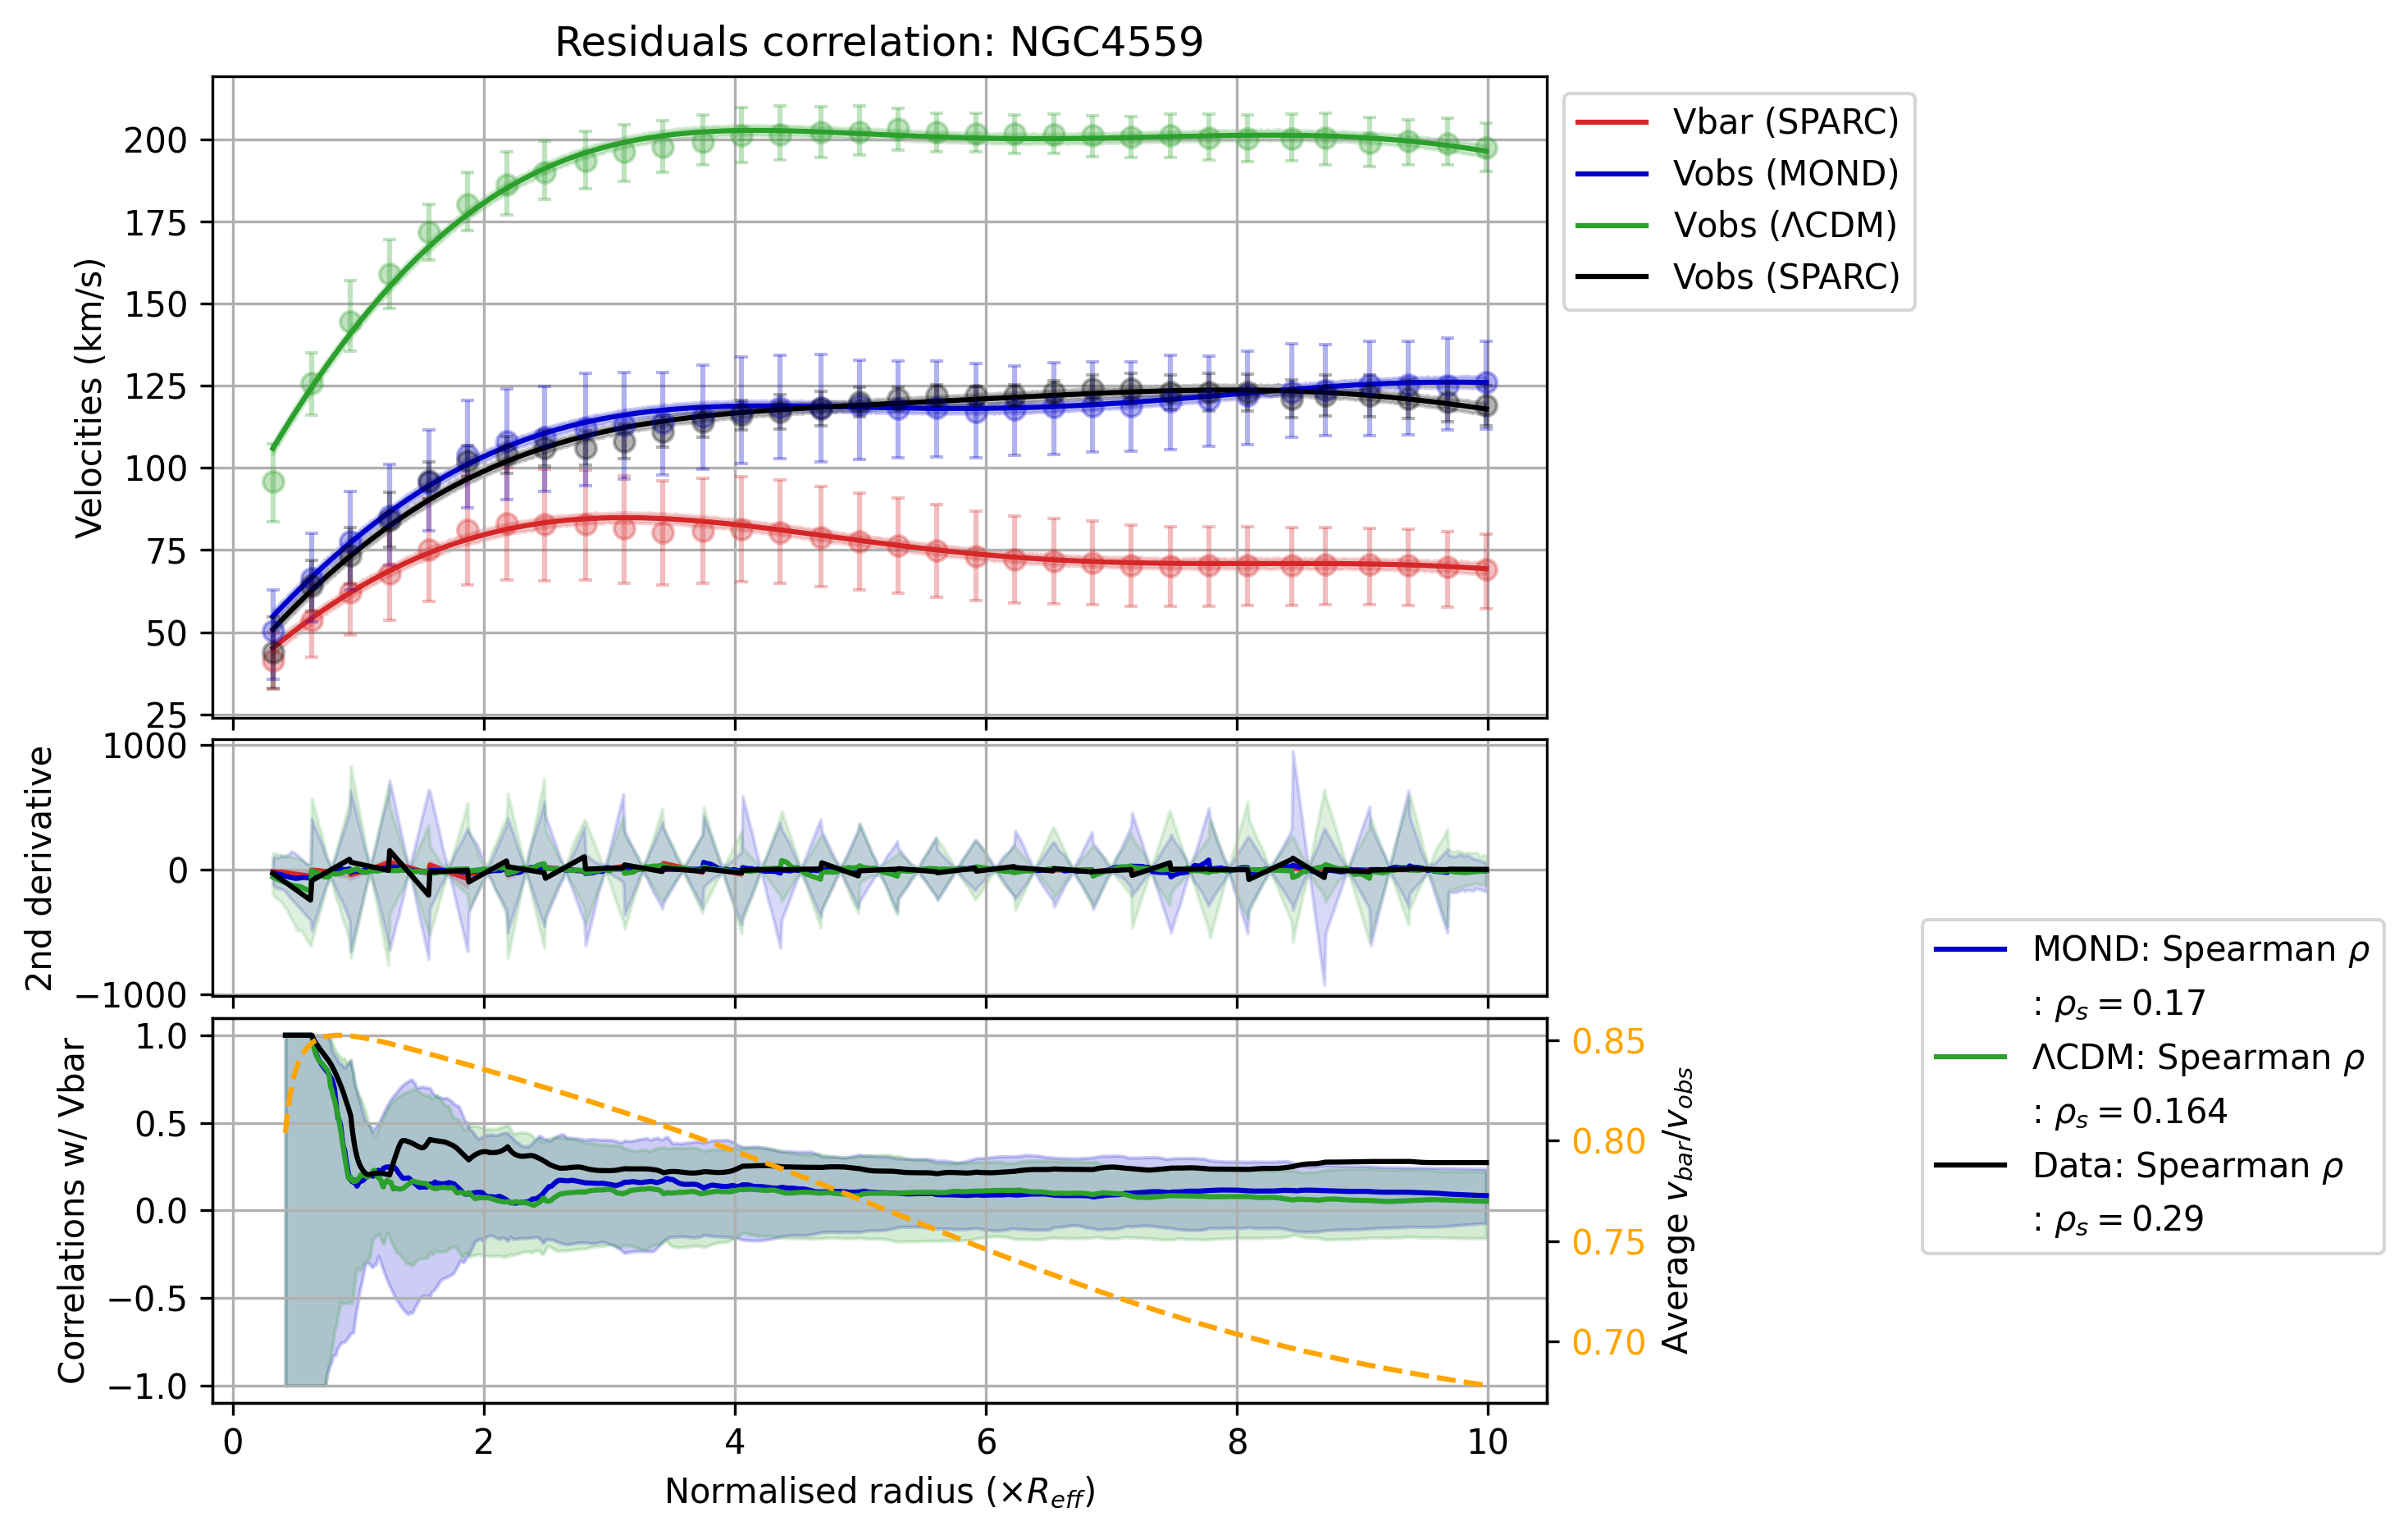 Residuals correlation: NGC4559
Velocities (km/s)
200
175
150
125
100
75
50
25
Vbar (SPARC)
Vobs (MOND)
Vobs (ΛCDM)
Vobs (SPARC)
2nd derivative
1000
0
−1000
Correlations w/ Vbar
1.0
0.5
0.0
−0.5
−1.0
0.85
0.80
0.75
0.70
Average v_bar/v_obs
MOND: Spearman ρ
: ρ_s = 0.17
ΛCDM: Spearman ρ
: ρ_s = 0.164
Data: Spearman ρ
: ρ_s = 0.29
0 2 4 6 8 10
Normalised radius (×R_eff)